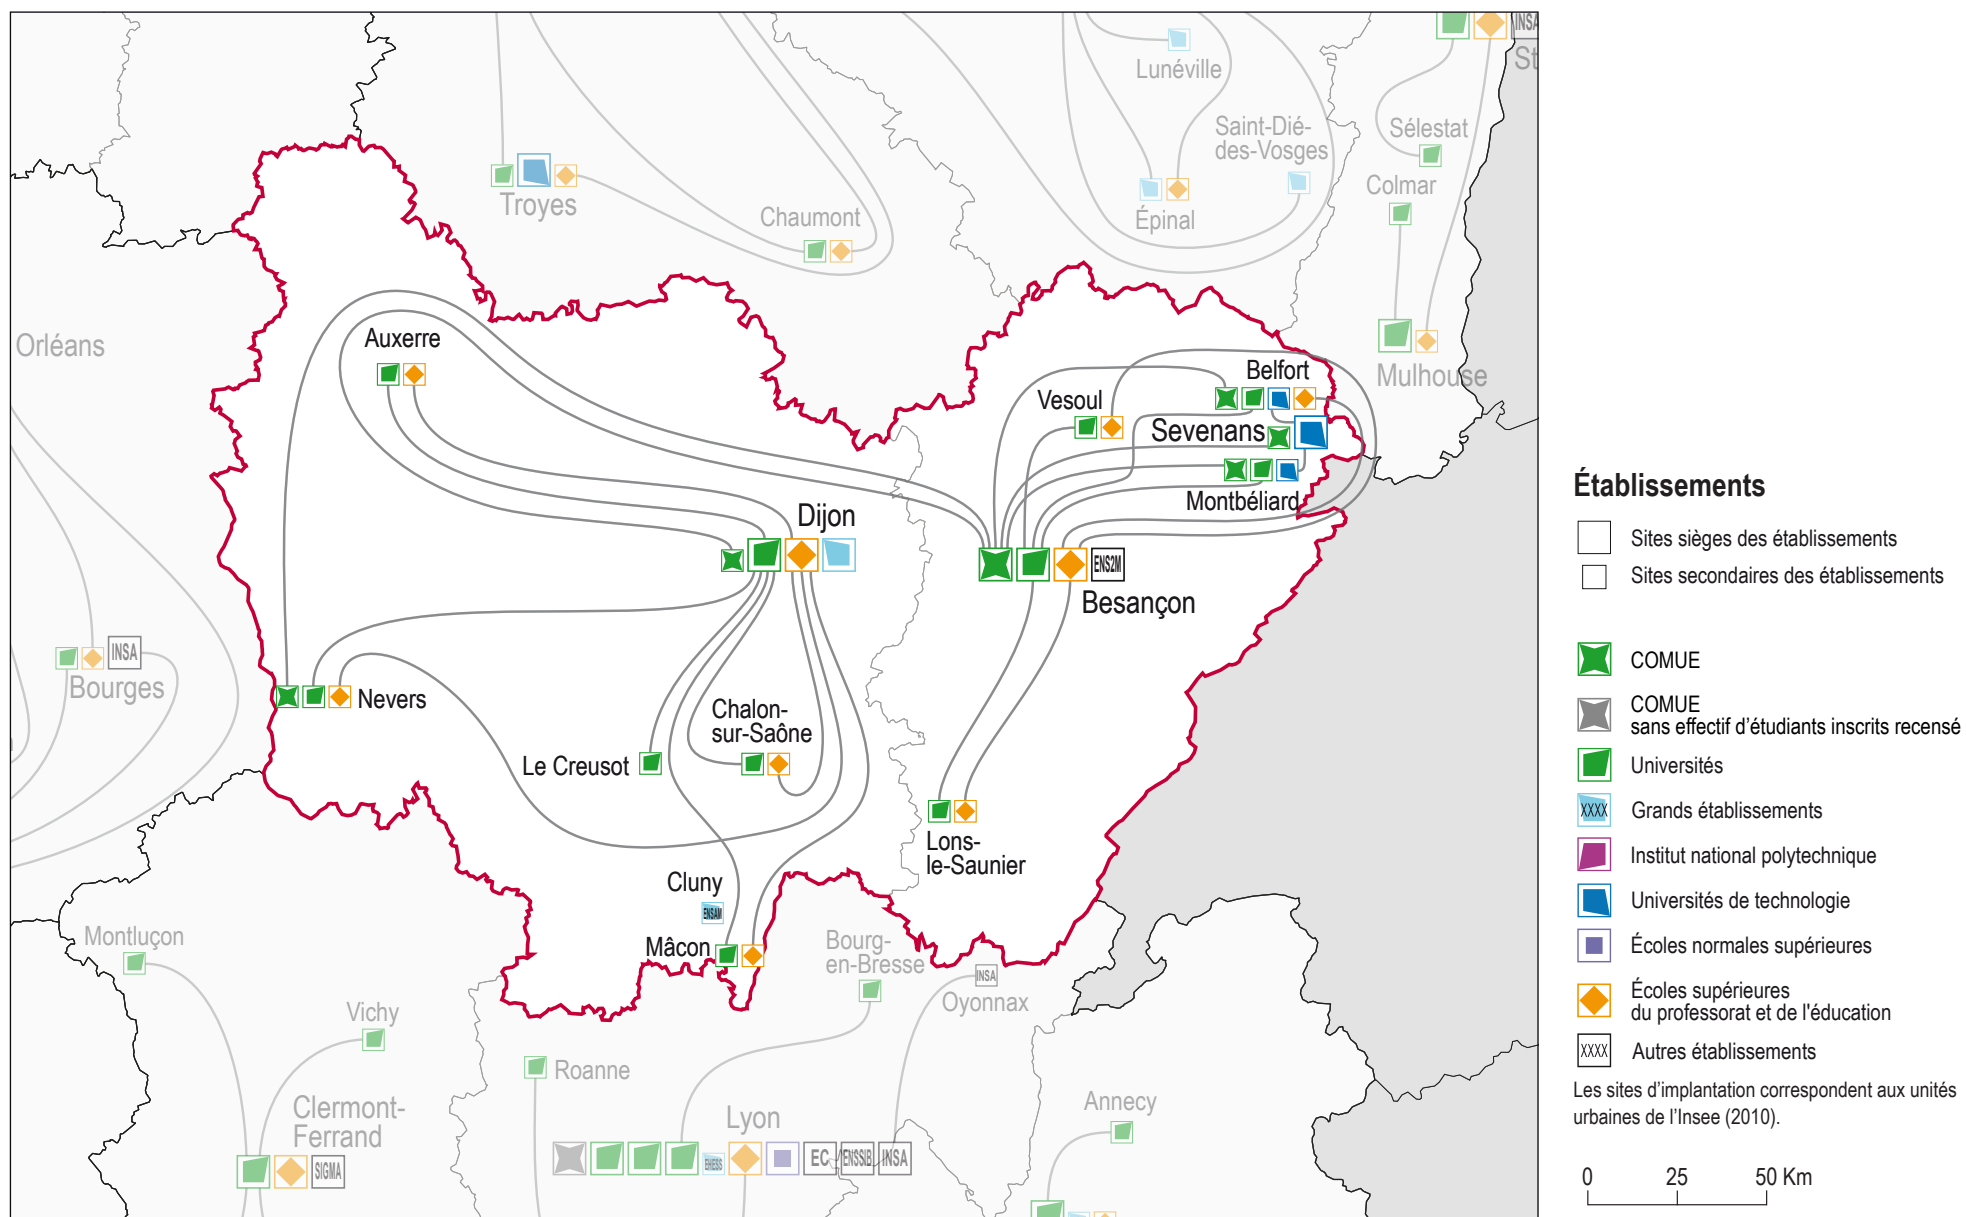 INSA
St
Lunéville
Saint-Dié-
des-Vosges
Sélestat
Colmar
Troyes
Chaumont
Épinal
Orléans
Auxerre
Mulhouse
Belfort
Vesoul
Sevenans
Montbéliard
Dijon
ENS2M
Besançon
INSA
Bourges
Nevers
Chalon-
sur-Saône
Le Creusot
Lons-
le-Saunier
Cluny
ENSAM
Mâcon
Bourg-
en-Bresse
INSA
Oyonnax
Montluçon
Vichy
Roanne
Clermont-
Ferrand
SIGMA
Lyon
EHESS
EC
ENSSIB
INSA
Annecy
Établissements
Sites sièges des établissements
Sites secondaires des établissements
COMUE
COMUE
sans effectif d'étudiants inscrits recensé
Universités
XXXX Grands établissements
Institut national polytechnique
Universités de technologie
Écoles normales supérieures
Écoles supérieures
du professorat et de l'éducation
XXXX Autres établissements
Les sites d'implantation correspondent aux unités
urbaines de l'Insee (2010).
0 25 50 Km